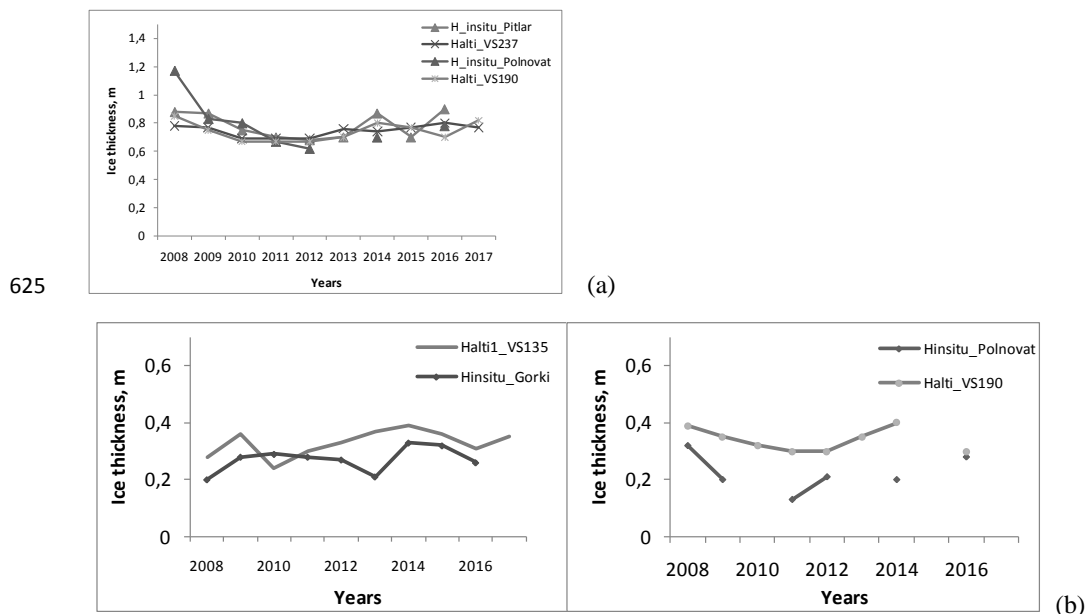 H_insitu_Pitlar
Halti_VS237
H_insitu_Polnovat
Halti_VS190
Ice thickness, m
1,4
1,2
1
0,8
0,6
0,4
0,2
0
2008 2009 2010 2011 2012 2013 2014 2015 2016 2017
Years
625
(a)
Halti1_VS135
Hinsitu_Gorki
Ice thickness, m
0,6
0,4
0,2
0
2008 2010 2012 2014 2016
Years
Hinsitu_Polnovat
Halti_VS190
Ice thickness, m
0,6
0,4
0,2
0
2008 2010 2012 2014 2016
Years
(b)